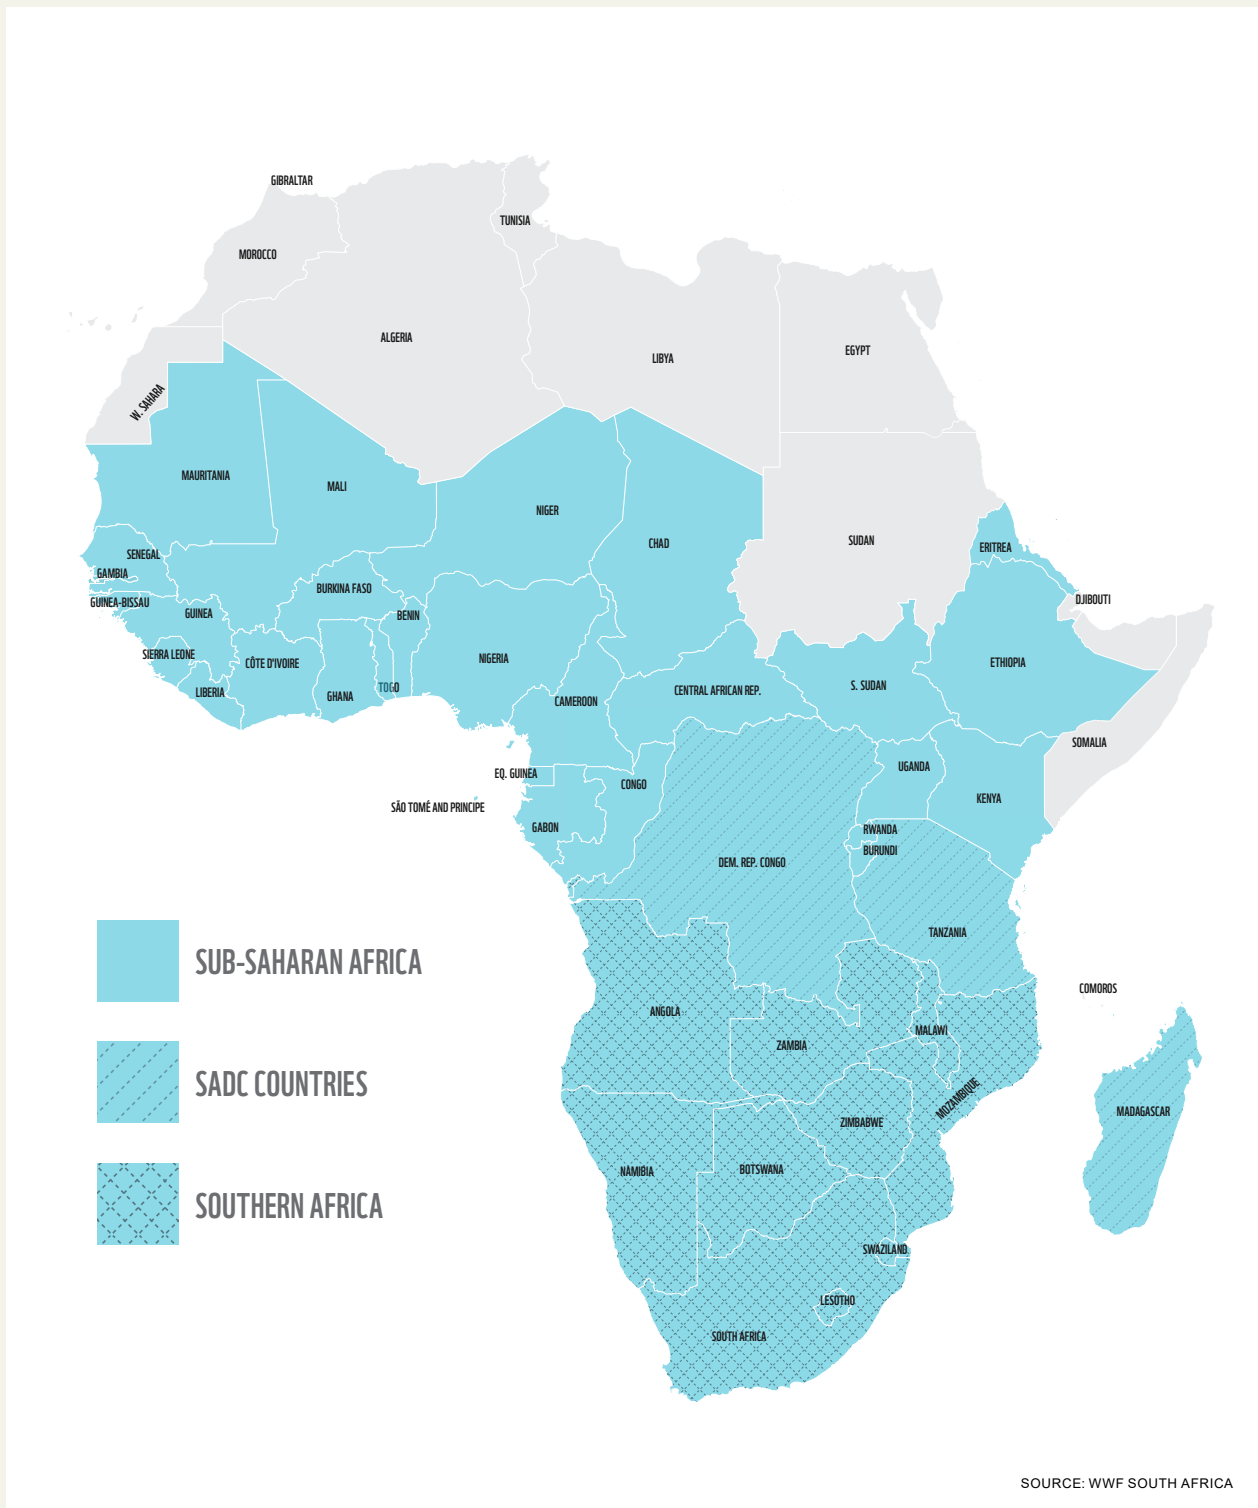 GIBRALTAR
TUNISIA
MOROCCO
ALGERIA
LIBYA
EGYPT
W. SAHARA
MAURITANIA
MALI
NIGER
CHAD
SUDAN
ERITREA
SENEGAL
GAMBIA
BURKINA FASO
GUINEA-BISSAU
DJIBOUTI
GUINEA
BENIN
SIERRA LEONE
CÔTE D'IVOIRE
NIGERIA
ETHIOPIA
LIBERIA
GHANA
TOGO
CENTRAL AFRICAN REP.
S. SUDAN
CAMEROON
SOMALIA
EQ. GUINEA
CONGO
UGANDA
KENYA
SÃO TOMÉ AND PRINCIPE
GABON
RWANDA
BURUNDI
DEM. REP. CONGO
TANZANIA
SUB-SAHARAN AFRICA
COMOROS
ANGOLA
MALAWI
ZAMBIA
SADC COUNTRIES
MOZAMBIQUE
MADAGASCAR
ZIMBABWE
NAMIBIA
BOTSWANA
SOUTHERN AFRICA
SWAZILAND
LESOTHO
SOUTH AFRICA
SOURCE: WWF SOUTH AFRICA